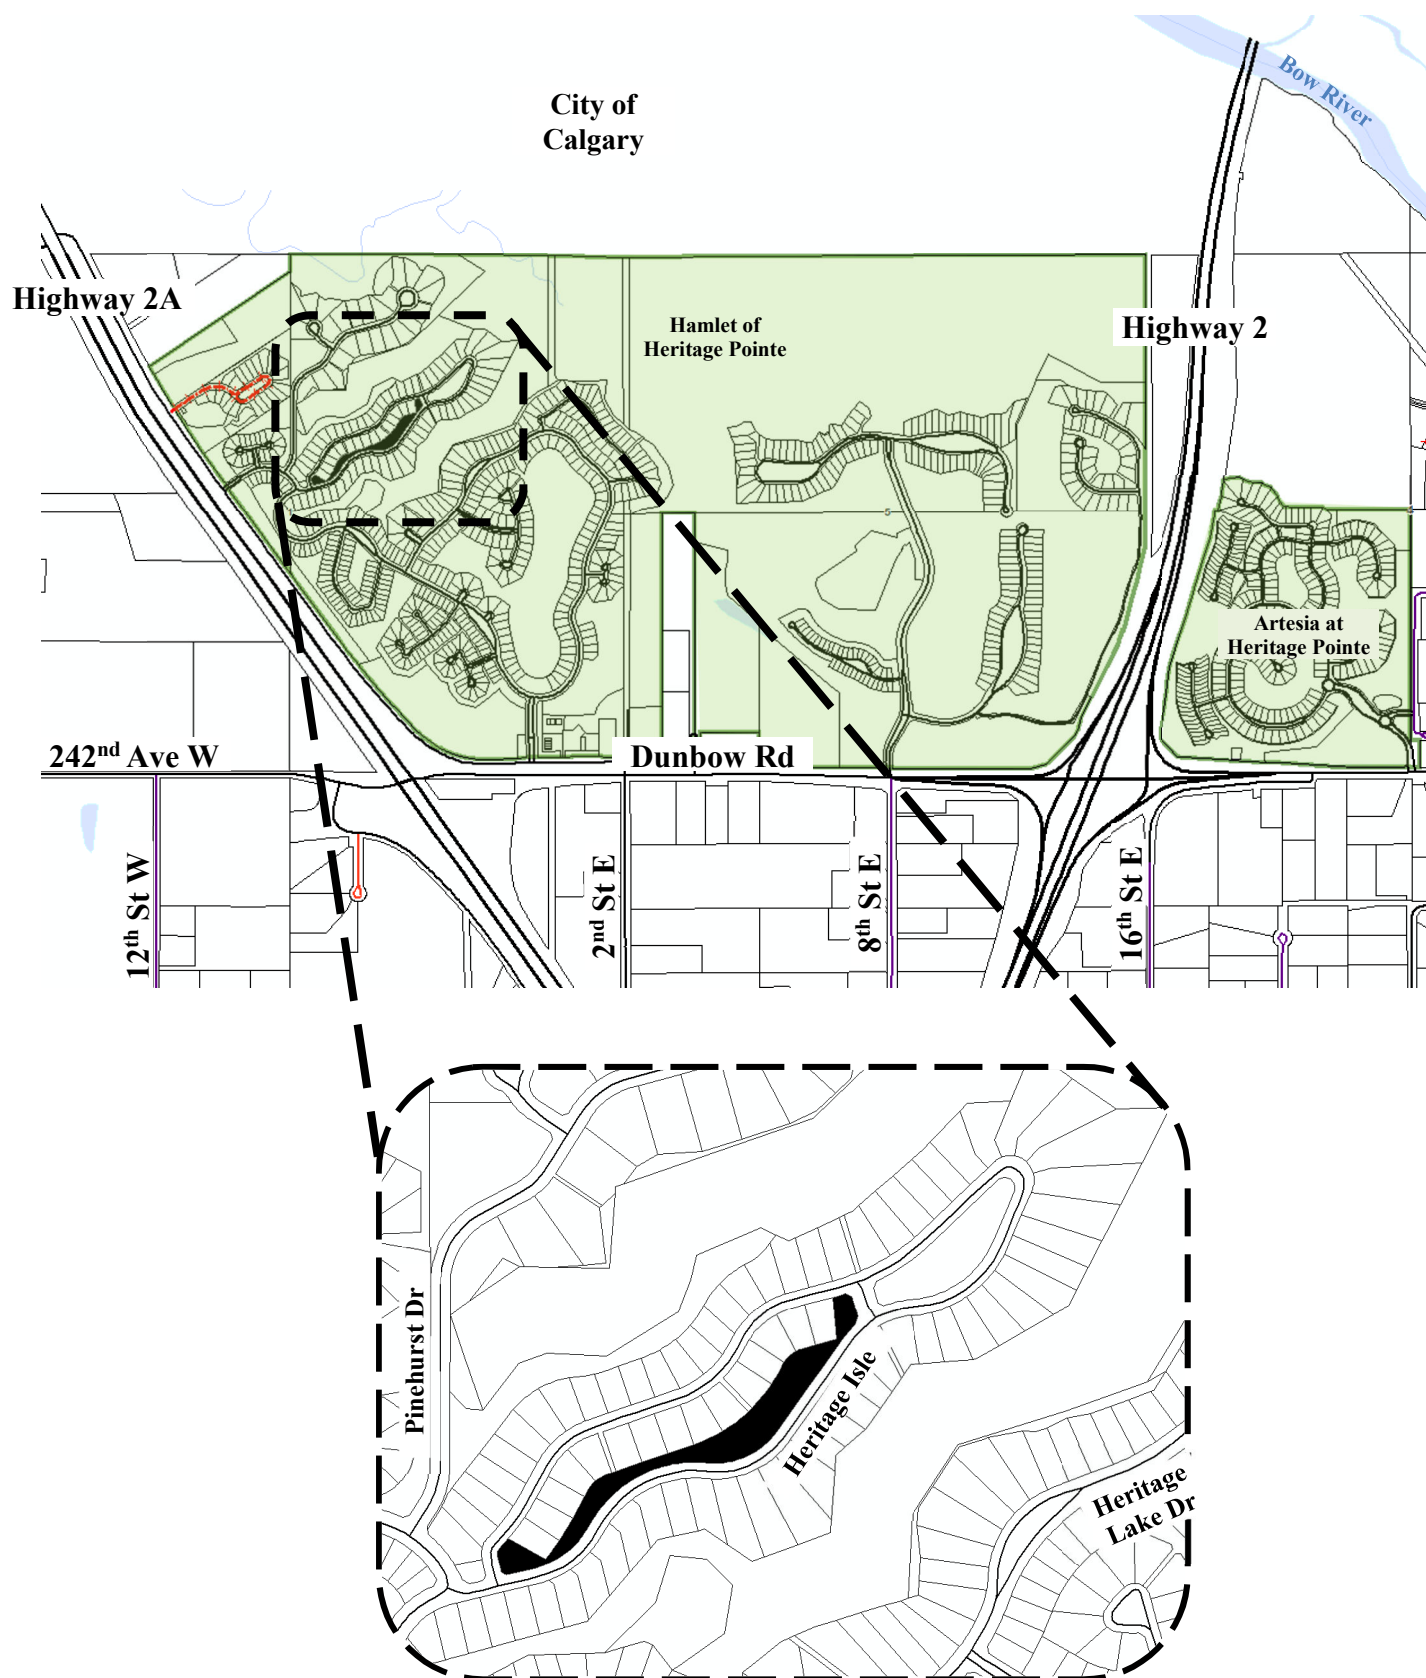 Bow River
City of
Calgary
Highway 2A
Hamlet of
Heritage Pointe
Highway 2
Artesia at
Heritage Pointe
242nd Ave W
Dunbow Rd
12th St W
2nd St E
8th St E
16th St E
Pinehurst Dr
Heritage Isle
Heritage
Lake Dr